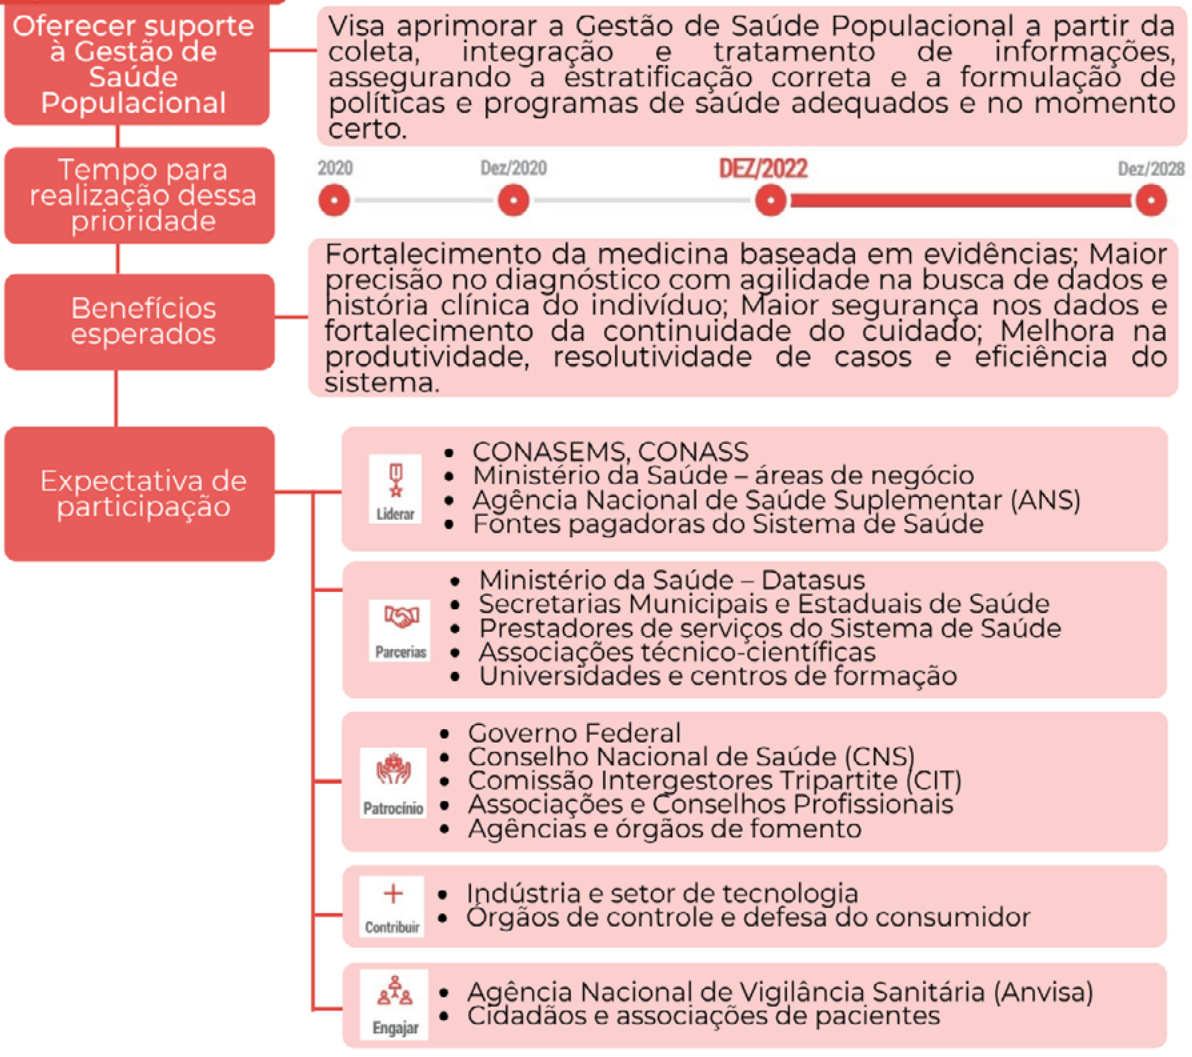 Oferecer suporte
à Gestão de
Saúde
Populacional
Visa aprimorar a Gestão de Saúde Populacional a partir da
coleta, integração e tratamento de informações,
assegurando a estratificação correta e a formulação de
políticas e programas de saúde adequados e no momento
certo.
Tempo para
realização dessa
prioridade
2020
Dez/2020
DEZ/2022
Dez/2028
Benefícios
esperados
Fortalecimento da medicina baseada em evidências; Maior
precisão no diagnóstico com agilidade na busca de dados e
história clínica do indivíduo; Maior segurança nos dados e
fortalecimento da continuidade do cuidado; Melhora na
produtividade, resolutividade de casos e eficiência do
sistema.
Expectativa de
participação
Liderar
• CONASEMS, CONASS
• Ministério da Saúde – áreas de negócio
• Agência Nacional de Saúde Suplementar (ANS)
• Fontes pagadoras do Sistema de Saúde
Parcerias
• Ministério da Saúde – Datasus
• Secretarias Municipais e Estaduais de Saúde
• Prestadores de serviços do Sistema de Saúde
• Associações técnico-científicas
• Universidades e centros de formação
Patrocínio
• Governo Federal
• Conselho Nacional de Saúde (CNS)
• Comissão Intergestores Tripartite (CIT)
• Associações e Conselhos Profissionais
• Agências e órgãos de fomento
Contribuir
• Indústria e setor de tecnologia
• Órgãos de controle e defesa do consumidor
Engajar
• Agência Nacional de Vigilância Sanitária (Anvisa)
• Cidadãos e associações de pacientes